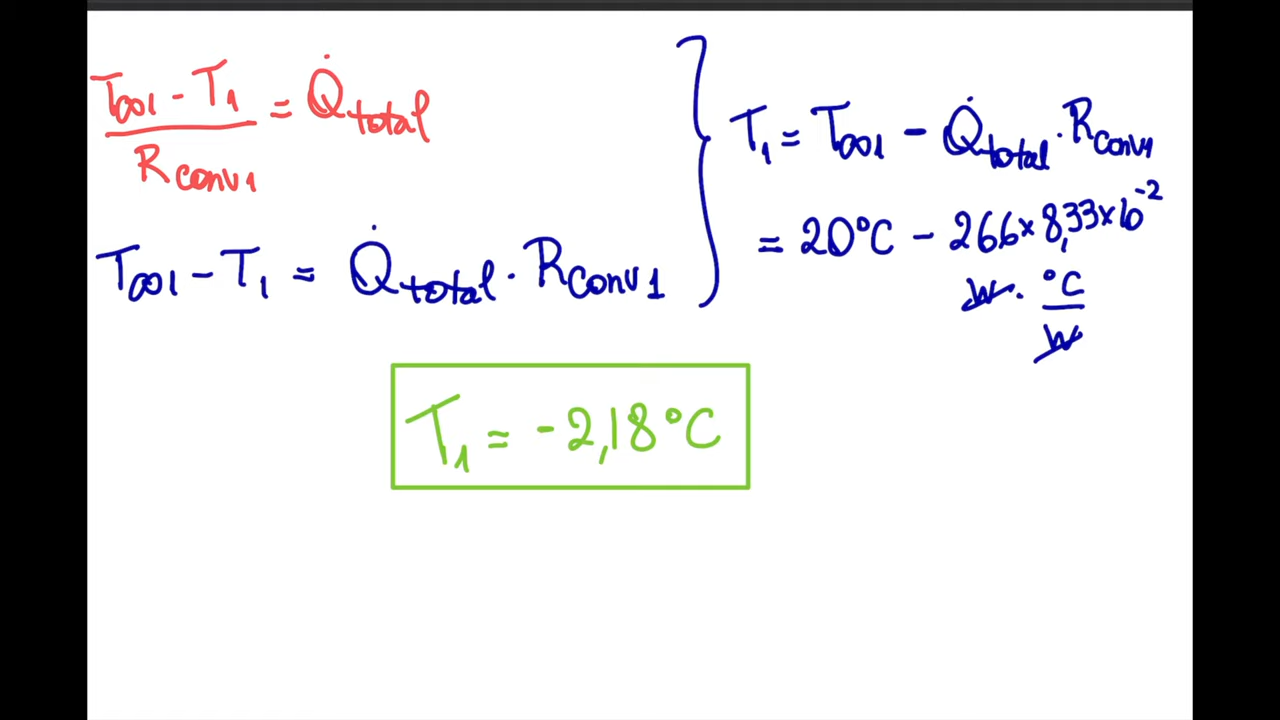 T∞1 - T1 / Rconv1 = Q̇total
T∞1 - T1 = Q̇total · Rconv1
T1 = T∞1 - Q̇total · Rconv1
= 20°C - 266 × 8,33 × 10^-2
W · °C / W
T1 = -2,18°C